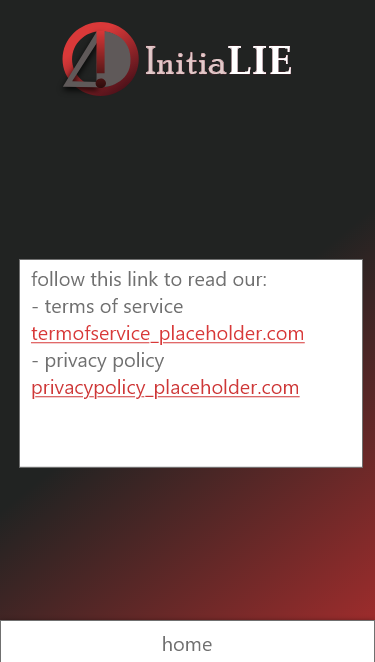 InitiaLIE
follow this link to read our:
- terms of service
termofservice_placeholder.com
- privacy policy
privacypolicy_placeholder.com
home